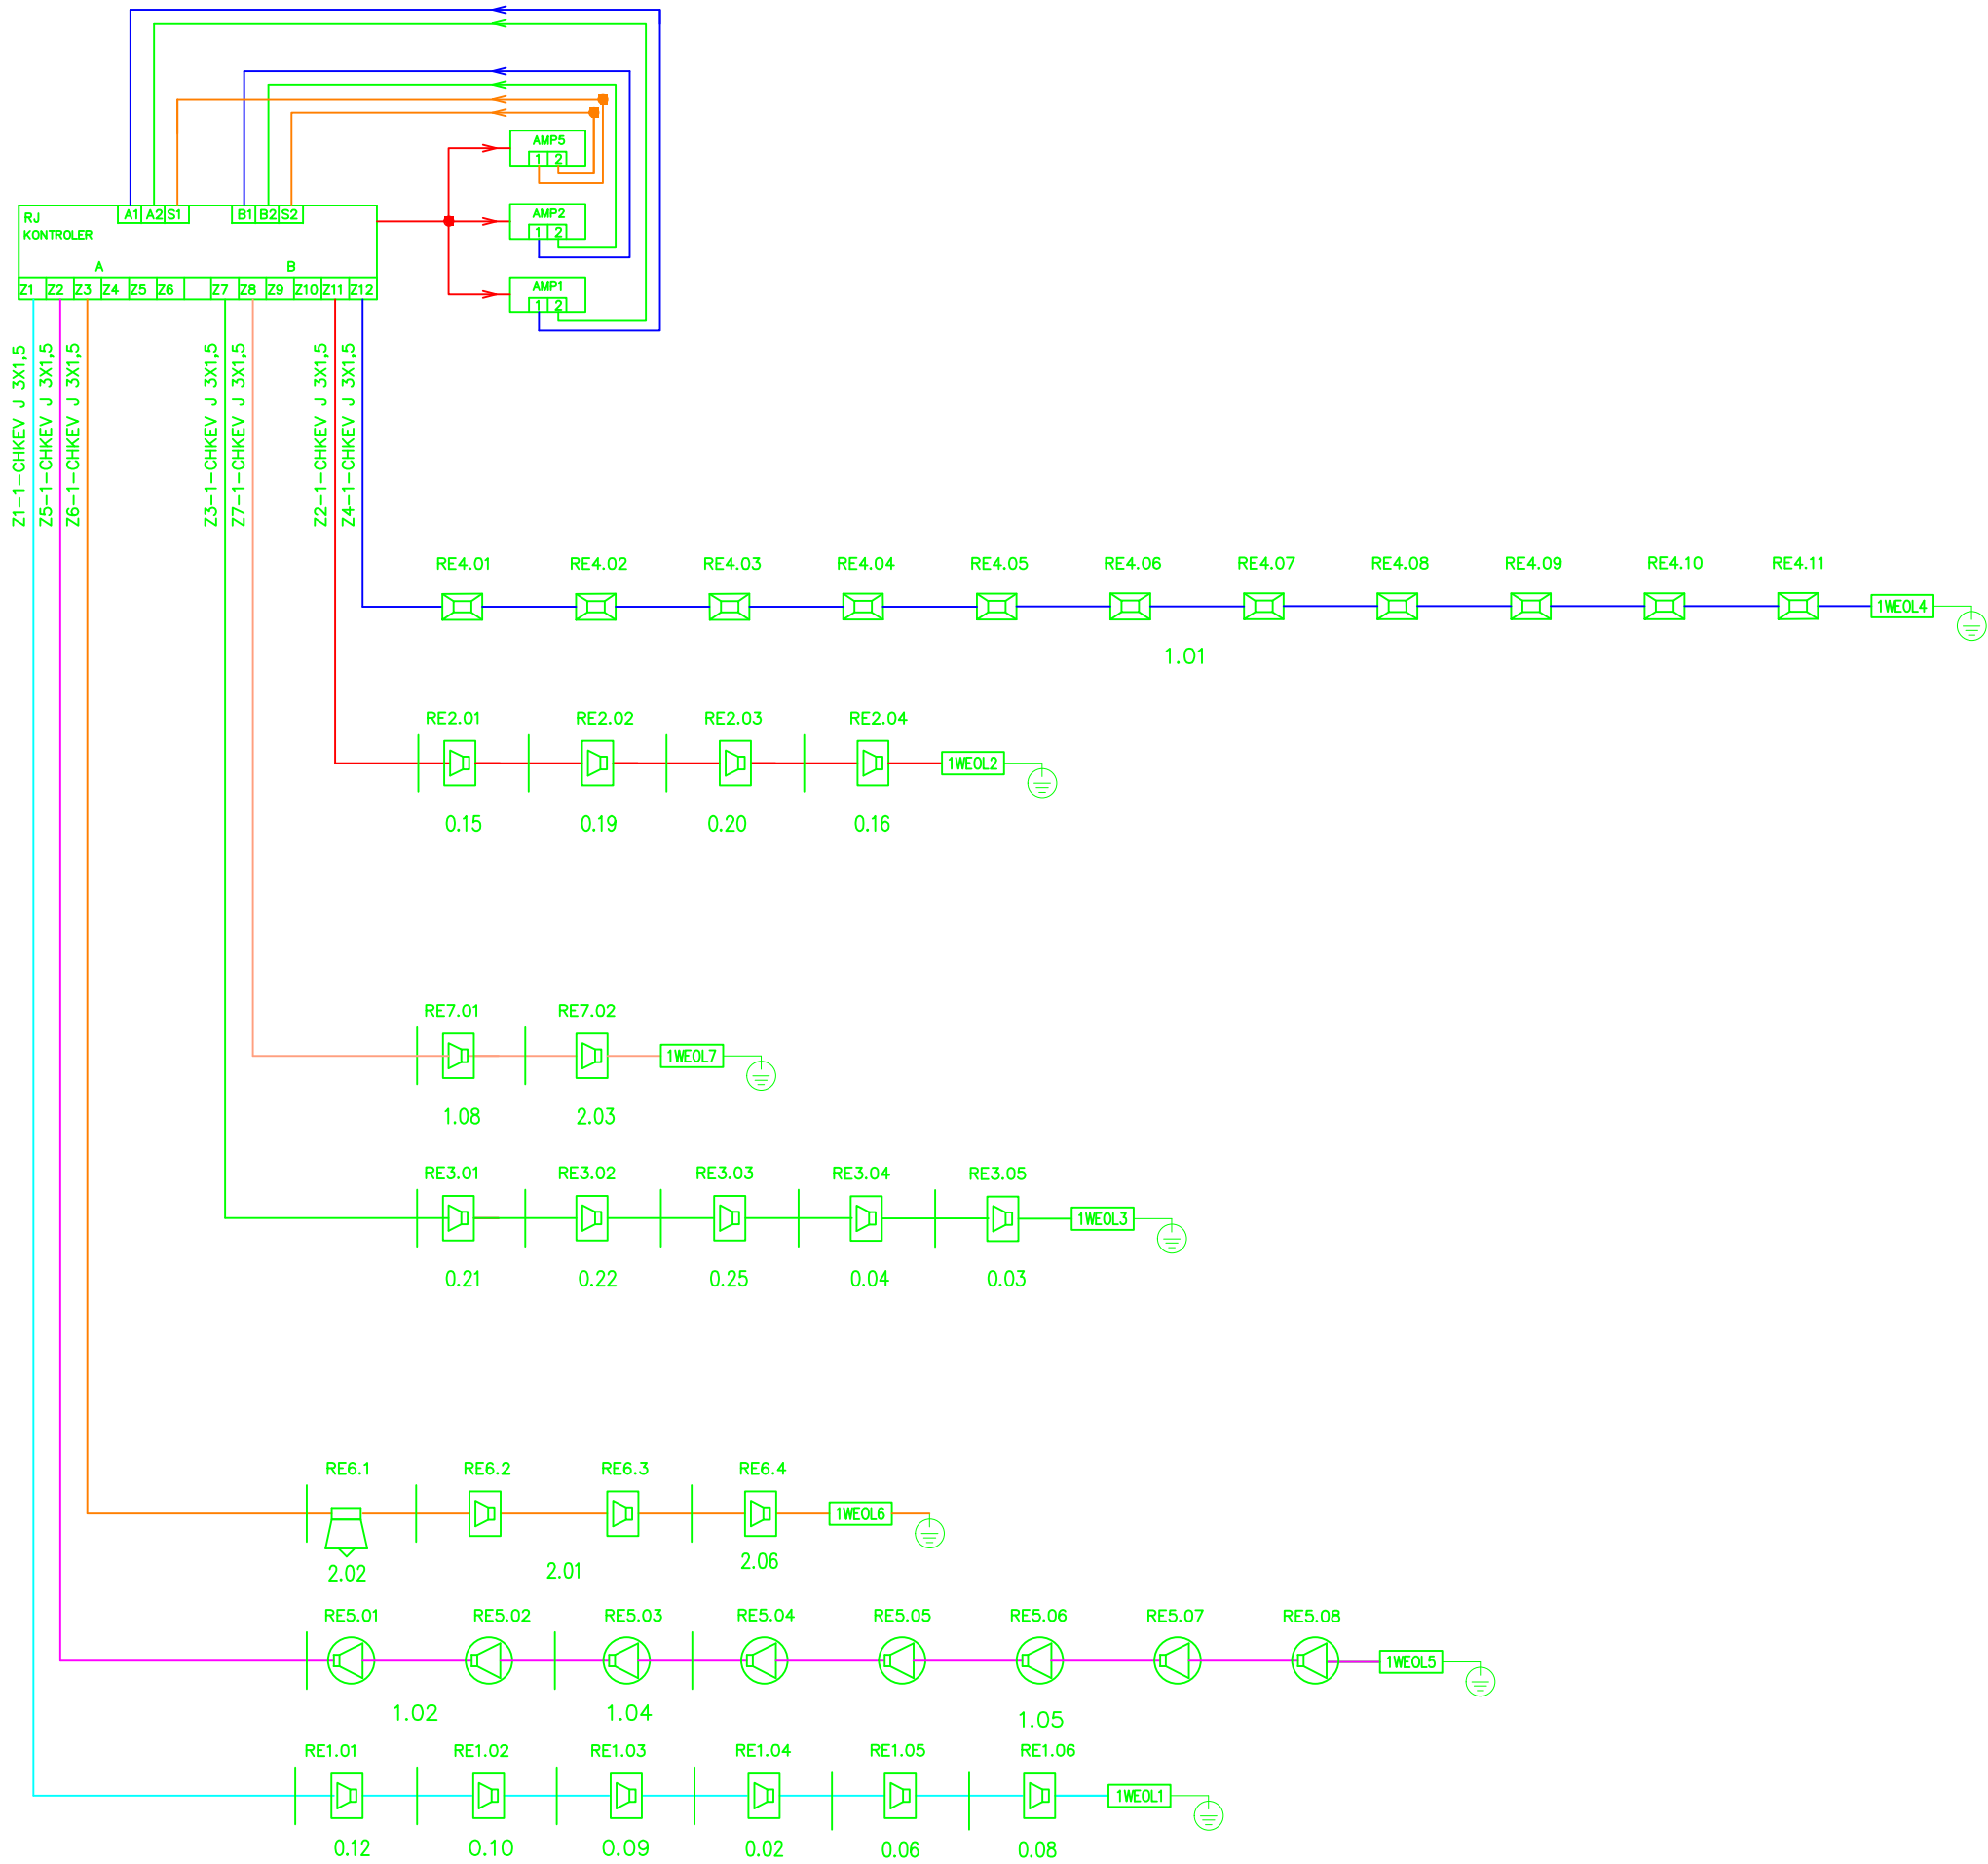 AMP5
1 2
RJ
KONTROLER
A1 A2 S1
B1 B2 S2
AMP2
1 2
A
B
AMP1
1 2
Z1 Z2 Z3 Z4 Z5 Z6 Z7 Z8 Z9 Z10 Z11 Z12
Z1-1-CHKEV J 3X1,5
Z5-1-CHKEV J 3X1,5
Z6-1-CHKEV J 3X1,5
Z3-1-CHKEV J 3X1,5
Z7-1-CHKEV J 3X1,5
Z2-1-CHKEV J 3X1,5
Z4-1-CHKEV J 3X1,5
RE4.01 RE4.02 RE4.03 RE4.04 RE4.05 RE4.06 RE4.07 RE4.08 RE4.09 RE4.10 RE4.11
1WEOL4
1.01
RE2.01 RE2.02 RE2.03 RE2.04
1WEOL2
0.15 0.19 0.20 0.16
RE7.01 RE7.02
1WEOL7
1.08 2.03
RE3.01 RE3.02 RE3.03 RE3.04 RE3.05
1WEOL3
0.21 0.22 0.25 0.04 0.03
RE6.1 RE6.2 RE6.3 RE6.4
1WEOL6
2.02 2.01 2.06
RE5.01 RE5.02 RE5.03 RE5.04 RE5.05 RE5.06 RE5.07 RE5.08
1WEOL5
1.02 1.04 1.05
RE1.01 RE1.02 RE1.03 RE1.04 RE1.05 RE1.06
1WEOL1
0.12 0.10 0.09 0.02 0.06 0.08